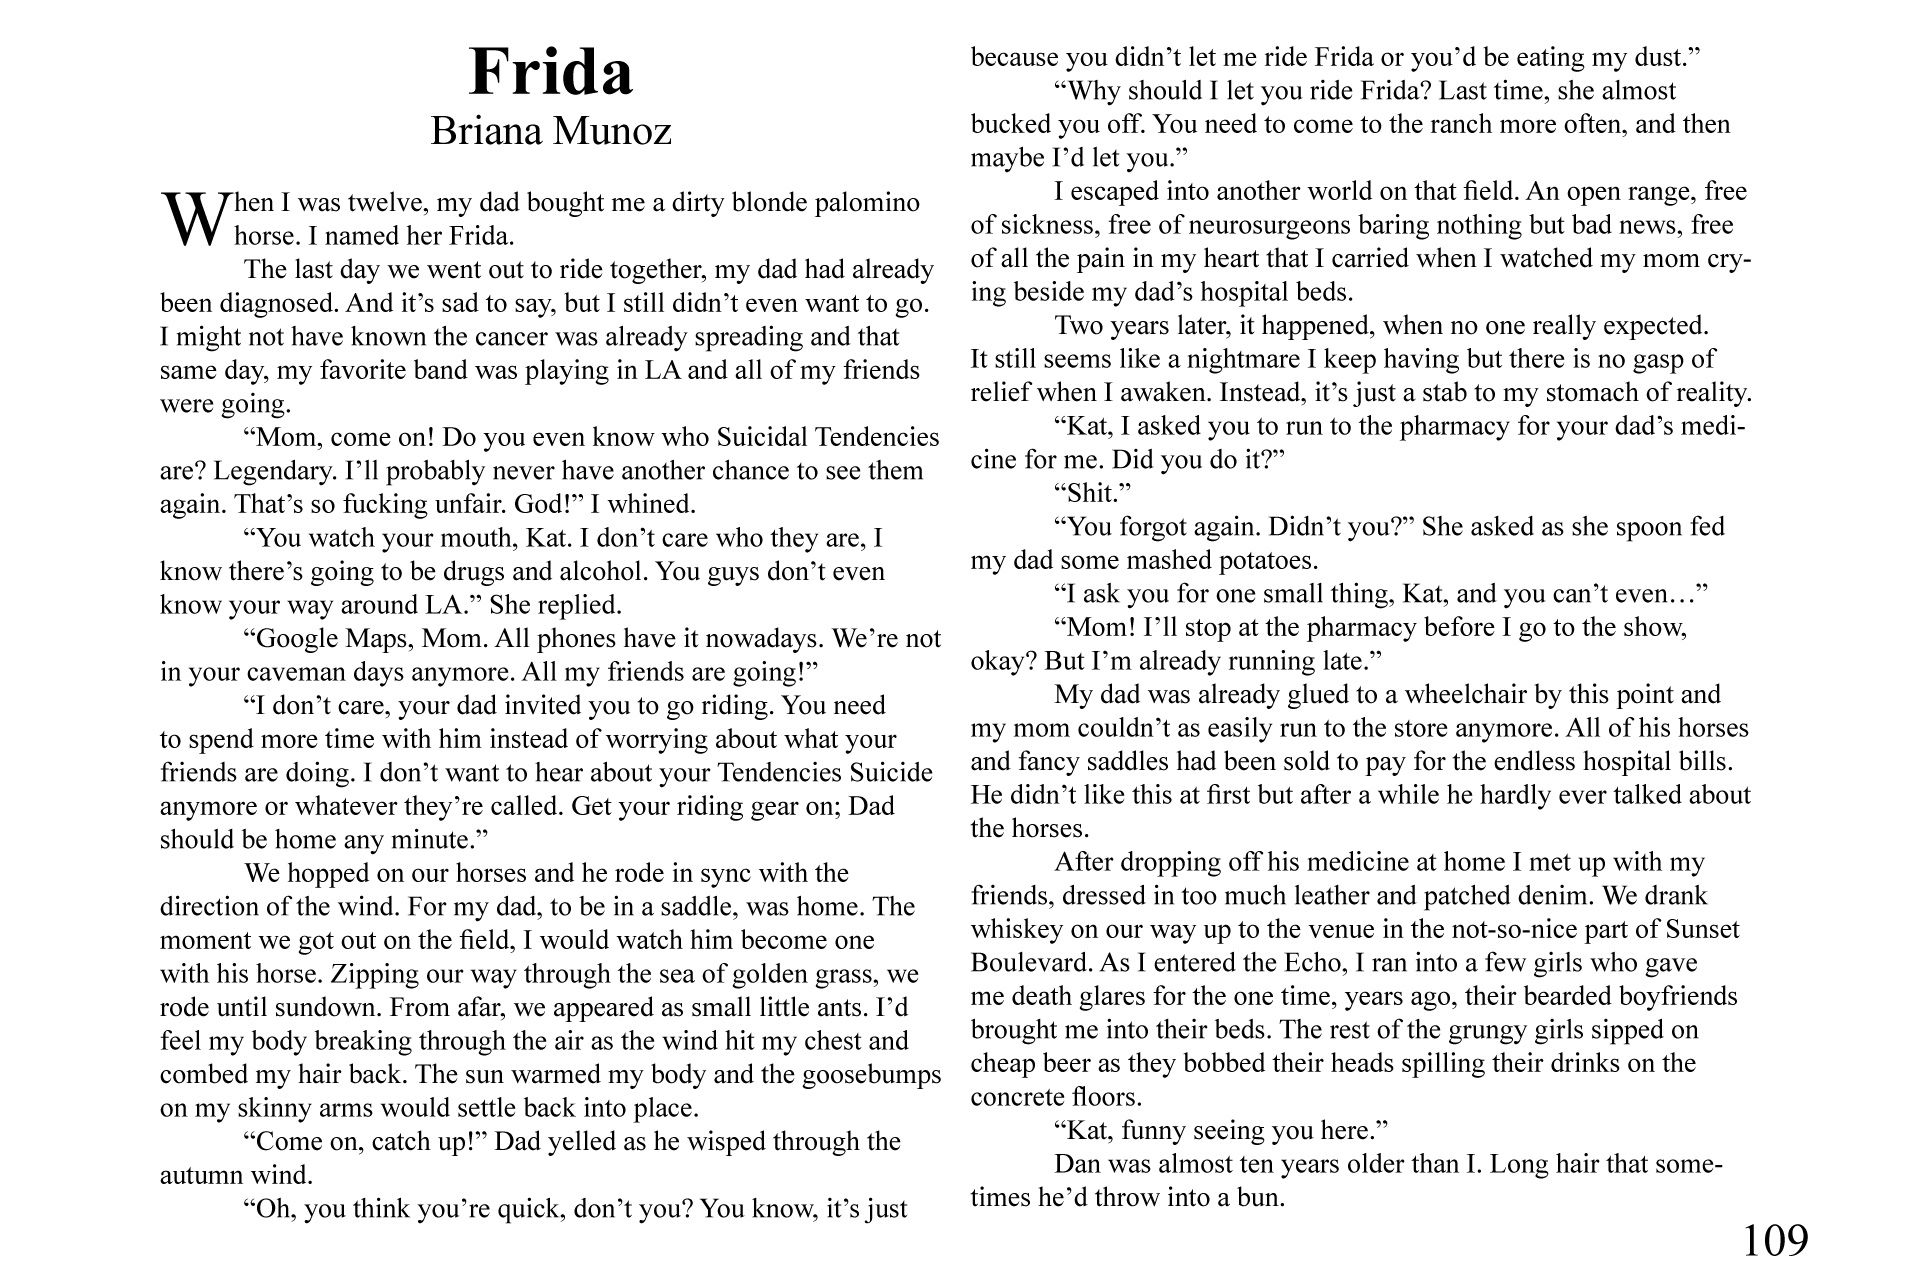 Frida
Briana Munoz
When I was twelve, my dad bought me a dirty blonde palomino
horse. I named her Frida.
The last day we went out to ride together, my dad had already
been diagnosed. And it’s sad to say, but I still didn’t even want to go.
I might not have known the cancer was already spreading and that
same day, my favorite band was playing in LA and all of my friends
were going.
“Mom, come on! Do you even know who Suicidal Tendencies
are? Legendary. I’ll probably never have another chance to see them
again. That’s so fucking unfair. God!” I whined.
“You watch your mouth, Kat. I don’t care who they are, I
know there’s going to be drugs and alcohol. You guys don’t even
know your way around LA.” She replied.
“Google Maps, Mom. All phones have it nowadays. We’re not
in your caveman days anymore. All my friends are going!”
“I don’t care, your dad invited you to go riding. You need
to spend more time with him instead of worrying about what your
friends are doing. I don’t want to hear about your Tendencies Suicide
anymore or whatever they’re called. Get your riding gear on; Dad
should be home any minute.”
We hopped on our horses and he rode in sync with the
direction of the wind. For my dad, to be in a saddle, was home. The
moment we got out on the field, I would watch him become one
with his horse. Zipping our way through the sea of golden grass, we
rode until sundown. From afar, we appeared as small little ants. I’d
feel my body breaking through the air as the wind hit my chest and
combed my hair back. The sun warmed my body and the goosebumps
on my skinny arms would settle back into place.
“Come on, catch up!” Dad yelled as he wisped through the
autumn wind.
“Oh, you think you’re quick, don’t you? You know, it’s just
because you didn’t let me ride Frida or you’d be eating my dust.”
“Why should I let you ride Frida? Last time, she almost
bucked you off. You need to come to the ranch more often, and then
maybe I’d let you.”
I escaped into another world on that field. An open range, free
of sickness, free of neurosurgeons baring nothing but bad news, free
of all the pain in my heart that I carried when I watched my mom cry-
ing beside my dad’s hospital beds.
Two years later, it happened, when no one really expected.
It still seems like a nightmare I keep having but there is no gasp of
relief when I awaken. Instead, it’s just a stab to my stomach of reality.
“Kat, I asked you to run to the pharmacy for your dad’s medi-
cine for me. Did you do it?”
“Shit.”
“You forgot again. Didn’t you?” She asked as she spoon fed
my dad some mashed potatoes.
“I ask you for one small thing, Kat, and you can’t even…”
“Mom! I’ll stop at the pharmacy before I go to the show,
okay? But I’m already running late.”
My dad was already glued to a wheelchair by this point and
my mom couldn’t as easily run to the store anymore. All of his horses
and fancy saddles had been sold to pay for the endless hospital bills.
He didn’t like this at first but after a while he hardly ever talked about
the horses.
After dropping off his medicine at home I met up with my
friends, dressed in too much leather and patched denim. We drank
whiskey on our way up to the venue in the not-so-nice part of Sunset
Boulevard. As I entered the Echo, I ran into a few girls who gave
me death glares for the one time, years ago, their bearded boyfriends
brought me into their beds. The rest of the grungy girls sipped on
cheap beer as they bobbed their heads spilling their drinks on the
concrete floors.
“Kat, funny seeing you here.”
Dan was almost ten years older than I. Long hair that some-
times he’d throw into a bun.
109